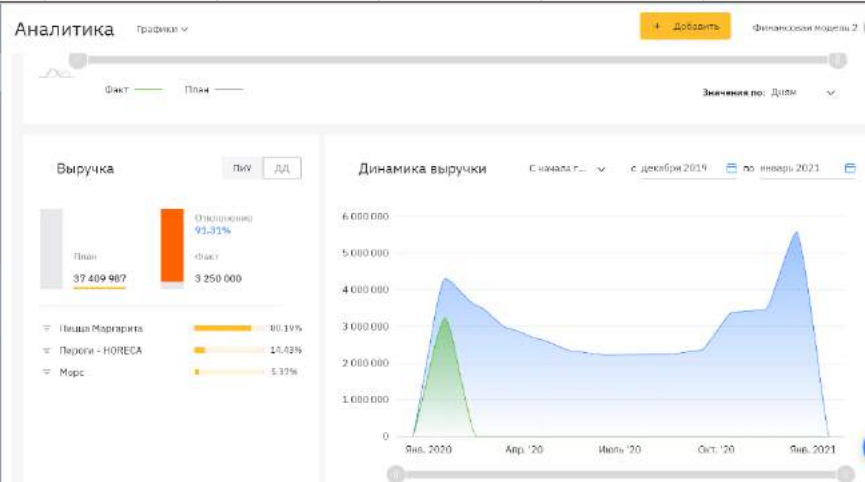 Аналитика Графики
+ Добавить Финансовая модель 2
Факт План
Значения по: Дням
Выручка
ПиУ ДД
Отклонение
91.31%
План Факт
37 409 987 3 250 000
Пицца Маргарита 80.19%
Пероги - HORECA 14.43%
Морс 5.37%
Динамика выручки С начала г... с декабря 2019 по январь 2021
6 000 000
5 000 000
4 000 000
3 000 000
2 000 000
1 000 000
0
Янв. 2020 Апр. '20 Июль '20 Окт. '20 Янв. 2021